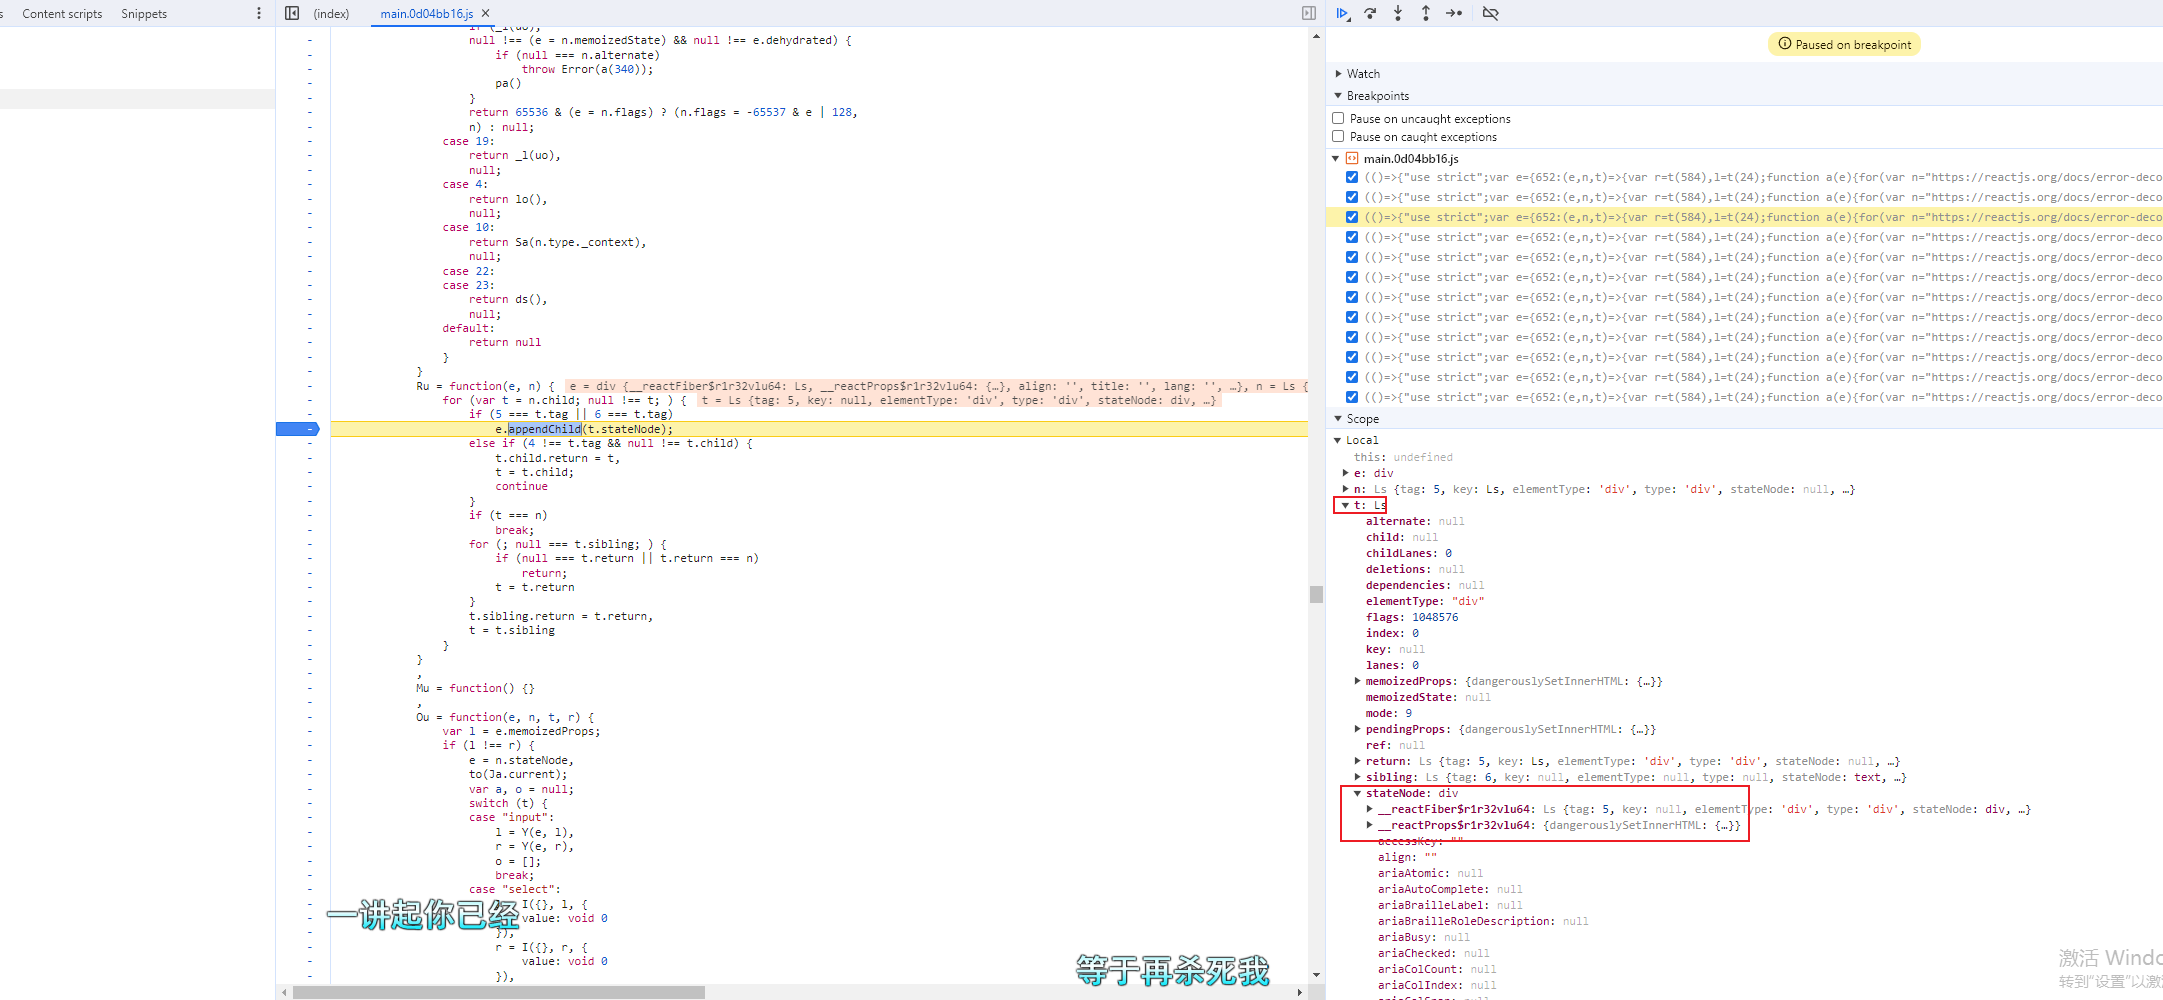 s Content scripts Snippets (index) main.0d04bb16.js ×
Paused on breakpoint
null !== (e = n.memoizedState) && null !== e.dehydrated) {
if (null === n.alternate)
throw Error(a(340));
pa()
}
return 65536 & (e = n.flags) ? (n.flags = -65537 & e | 128,
n) : null;
case 19:
return _l(uo),
null;
case 4:
return lo(),
null;
case 10:
return Sa(n.type._context),
null;
case 22:
case 23:
return ds(),
null;
default:
return null
}
}
Ru = function(e, n) { e = div {__reactFiber$r1r32vlu64: Ls, __reactProps$r1r32vlu64: {…}, align: '', title: '', lang: '', …}, n = Ls {
for (var t = n.child; null !== t; ) { t = Ls {tag: 5, key: null, elementType: 'div', type: 'div', stateNode: div, …}
if (5 === t.tag || 6 === t.tag)
e.appendChild(t.stateNode);
else if (4 !== t.tag && null !== t.child) {
t.child.return = t,
t = t.child;
continue
}
if (t === n)
break;
for (; null === t.sibling; ) {
if (null === t.return || t.return === n)
return;
t = t.return
}
t.sibling.return = t.return,
t = t.sibling
}
}
,
Mu = function() {}
,
Ou = function(e, n, t, r) {
var l = e.memoizedProps;
if (l !== r) {
e = n.stateNode,
to(Ja.current);
var a, o = null;
switch (t) {
case "input":
l = Y(e, l),
r = Y(e, r),
o = [];
break;
case "select":
I({}, l, {
value: void 0
}),
r = I({}, r, {
value: void 0
}),
一讲起你已经
等于再杀死我
Watch
Breakpoints
Pause on uncaught exceptions
Pause on caught exceptions
main.0d04bb16.js
(()=>{"use strict";var e={652:(e,n,t)=>{var r=t(584),l=t(24);function a(e){for(var n="https://reactjs.org/docs/error-deco
(()=>{"use strict";var e={652:(e,n,t)=>{var r=t(584),l=t(24);function a(e){for(var n="https://reactjs.org/docs/error-deco
(()=>{"use strict";var e={652:(e,n,t)=>{var r=t(584),l=t(24);function a(e){for(var n="https://reactjs.org/docs/error-deco
(()=>{"use strict";var e={652:(e,n,t)=>{var r=t(584),l=t(24);function a(e){for(var n="https://reactjs.org/docs/error-deco
(()=>{"use strict";var e={652:(e,n,t)=>{var r=t(584),l=t(24);function a(e){for(var n="https://reactjs.org/docs/error-deco
(()=>{"use strict";var e={652:(e,n,t)=>{var r=t(584),l=t(24);function a(e){for(var n="https://reactjs.org/docs/error-deco
(()=>{"use strict";var e={652:(e,n,t)=>{var r=t(584),l=t(24);function a(e){for(var n="https://reactjs.org/docs/error-deco
(()=>{"use strict";var e={652:(e,n,t)=>{var r=t(584),l=t(24);function a(e){for(var n="https://reactjs.org/docs/error-deco
(()=>{"use strict";var e={652:(e,n,t)=>{var r=t(584),l=t(24);function a(e){for(var n="https://reactjs.org/docs/error-deco
(()=>{"use strict";var e={652:(e,n,t)=>{var r=t(584),l=t(24);function a(e){for(var n="https://reactjs.org/docs/error-deco
(()=>{"use strict";var e={652:(e,n,t)=>{var r=t(584),l=t(24);function a(e){for(var n="https://reactjs.org/docs/error-deco
(()=>{"use strict";var e={652:(e,n,t)=>{var r=t(584),l=t(24);function a(e){for(var n="https://reactjs.org/docs/error-deco
Scope
Local
this: undefined
e: div
n: Ls {tag: 5, key: Ls, elementType: 'div', type: 'div', stateNode: null, …}
t: Ls
alternate: null
child: null
childLanes: 0
deletions: null
dependencies: null
elementType: "div"
flags: 1048576
index: 0
key: null
lanes: 0
memoizedProps: {dangerouslySetInnerHTML: {…}}
memoizedState: null
mode: 9
pendingProps: {dangerouslySetInnerHTML: {…}}
ref: null
return: Ls {tag: 5, key: Ls, elementType: 'div', type: 'div', stateNode: null, …}
sibling: Ls {tag: 6, key: null, elementType: null, type: null, stateNode: text, …}
stateNode: div
__reactFiber$r1r32vlu64: Ls {tag: 5, key: null, elementType: 'div', type: 'div', stateNode: div, …}
__reactProps$r1r32vlu64: {dangerouslySetInnerHTML: {…}}
accessKey: ""
align: ""
ariaAtomic: null
ariaAutoComplete: null
ariaBrailleLabel: null
ariaBrailleRoleDescription: null
ariaBusy: null
ariaChecked: null
ariaColCount: null
ariaColIndex: null
激活 Windo
转到"设置"以激